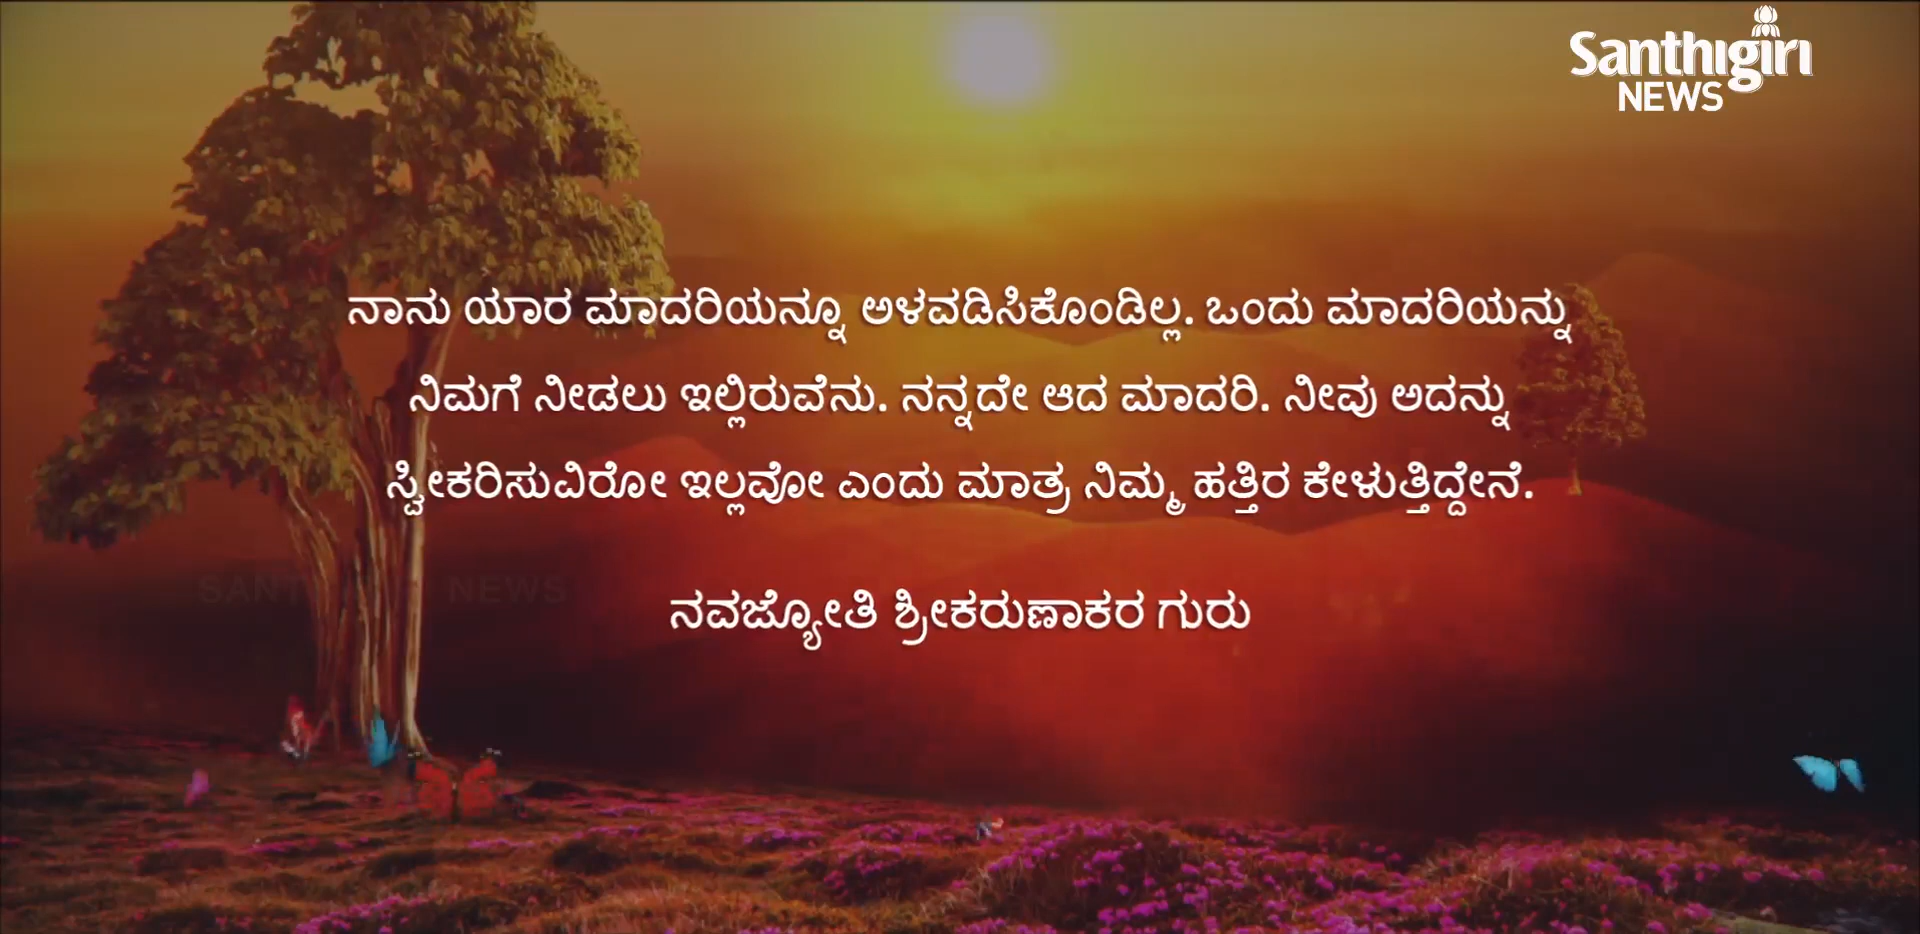 Santhigiri
NEWS
ನಾನು ಯಾರ ಮಾದರಿಯನ್ನೂ ಅಳವಡಿಸಿಕೊಂಡಿಲ್ಲ. ಒಂದು ಮಾದರಿಯನ್ನು
ನಿಮಗೆ ನೀಡಲು ಇಲ್ಲಿರುವೆನು. ನನ್ನದೇ ಆದ ಮಾದರಿ. ನೀವು ಅದನ್ನು
ಸ್ವೀಕರಿಸುವಿರೋ ಇಲ್ಲವೋ ಎಂದು ಮಾತ್ರ ನಿಮ್ಮ ಹತ್ತಿರ ಕೇಳುತ್ತಿದ್ದೇನೆ.
NEWS
ನವಜ್ಯೋತಿ ಶ್ರೀಕರುಣಾಕರ ಗುರು